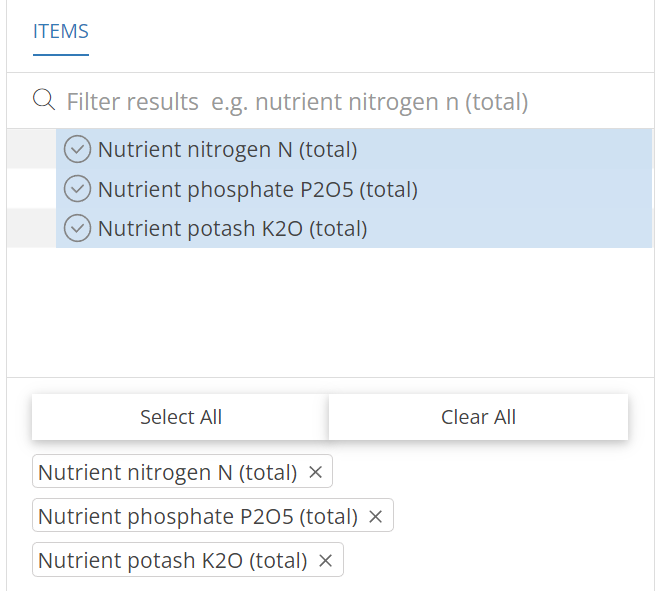 ITEMS
Filter results e.g. nutrient nitrogen n (total)
Nutrient nitrogen N (total)
Nutrient phosphate P2O5 (total)
Nutrient potash K2O (total)
Select All Clear All
Nutrient nitrogen N (total) ×
Nutrient phosphate P2O5 (total) ×
Nutrient potash K2O (total) ×